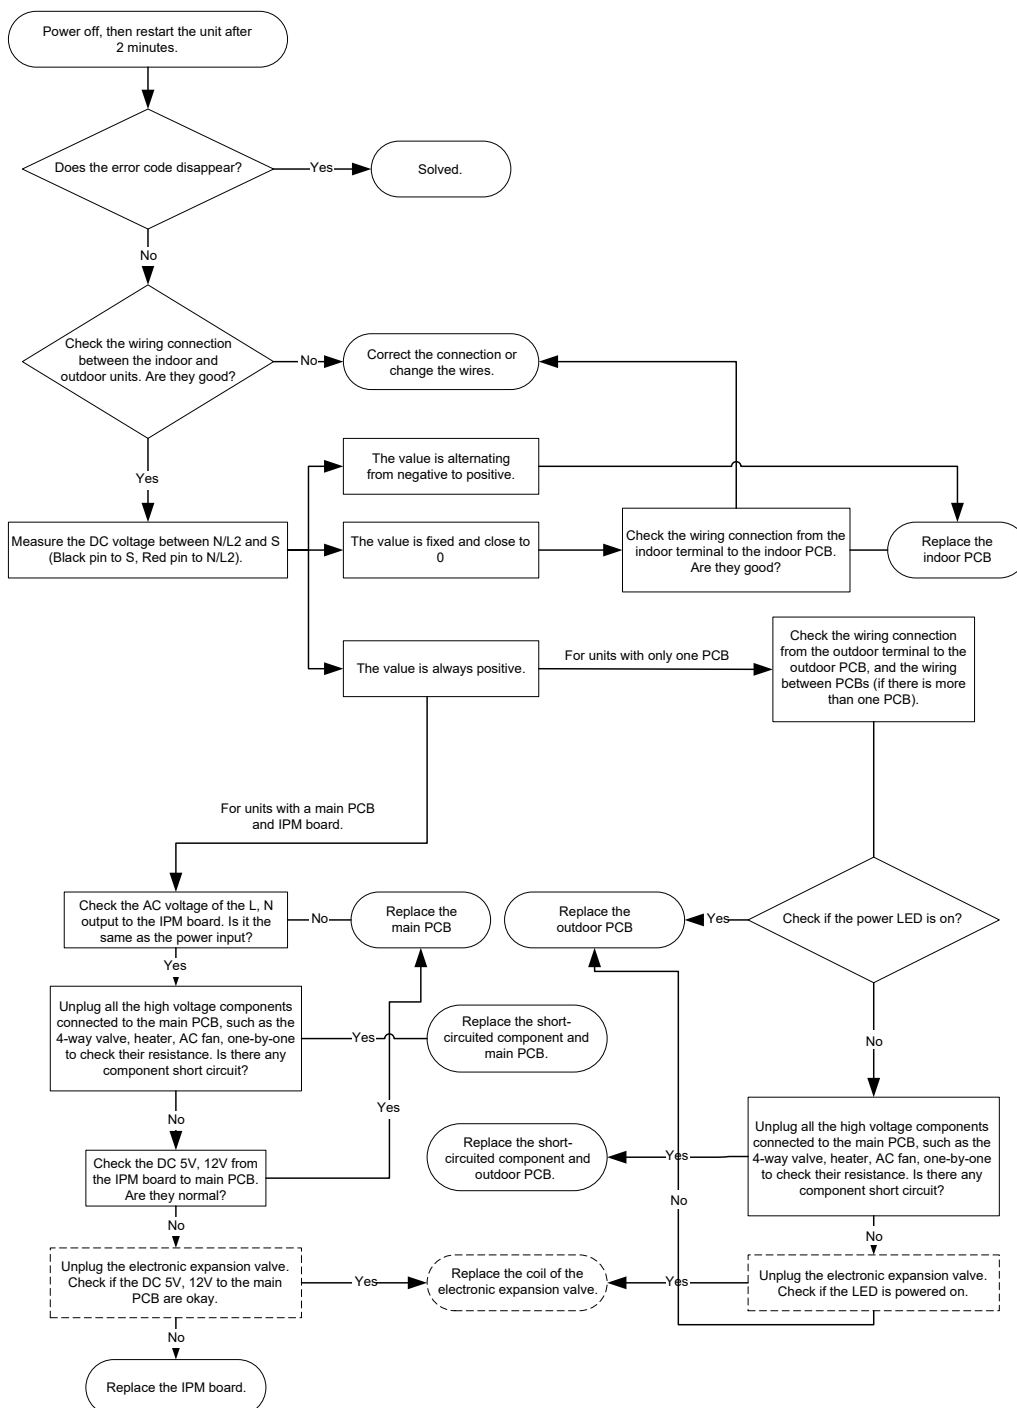 Power off, then restart the unit after
2 minutes.
Does the error code disappear?
Yes
Solved.
No
Check the wiring connection
between the indoor and
outdoor units. Are they good?
No
Correct the connection or
change the wires.
Yes
The value is alternating
from negative to positive.
Measure the DC voltage between N/L2 and S
(Black pin to S, Red pin to N/L2).
The value is fixed and close to
0
Check the wiring connection from the
indoor terminal to the indoor PCB.
Are they good?
Replace the
indoor PCB
The value is always positive.
For units with only one PCB
Check the wiring connection
from the outdoor terminal to the
outdoor PCB, and the wiring
between PCBs (if there is more
than one PCB).
For units with a main PCB
and IPM board.
Check the AC voltage of the L, N
output to the IPM board. Is it the
same as the power input?
No
Replace the
main PCB
Replace the
outdoor PCB
Yes
Check if the power LED is on?
Yes
Unplug all the high voltage components
connected to the main PCB, such as the
4-way valve, heater, AC fan, one-by-one
to check their resistance. Is there any
component short circuit?
Yes
Replace the short-
circuited component and
main PCB.
No
Yes
No
Check the DC 5V, 12V from
the IPM board to main PCB.
Are they normal?
Replace the short-
circuited component and
outdoor PCB.
Yes
Unplug all the high voltage components
connected to the main PCB, such as the
4-way valve, heater, AC fan, one-by-one
to check their resistance. Is there any
component short circuit?
No
No
No
Unplug the electronic expansion valve.
Check if the DC 5V, 12V to the main
PCB are okay.
Yes
Replace the coil of the
electronic expansion valve.
Yes
Unplug the electronic expansion valve.
Check if the LED is powered on.
No
Replace the IPM board.